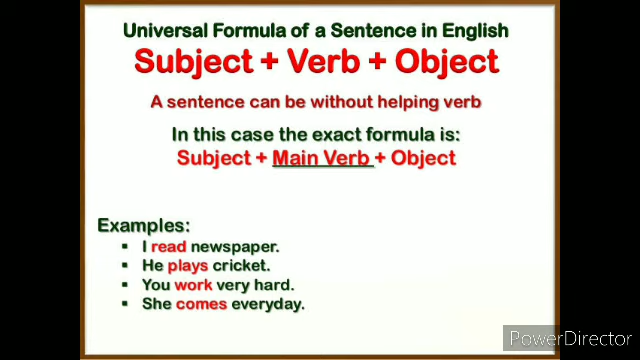 Universal Formula of a Sentence in English
Subject + Verb + Object
A sentence can be without helping verb
In this case the exact formula is:
Subject + Main Verb + Object
Examples:
▪ I read newspaper.
▪ He plays cricket.
▪ You work very hard.
▪ She comes everyday.
PowerDirector